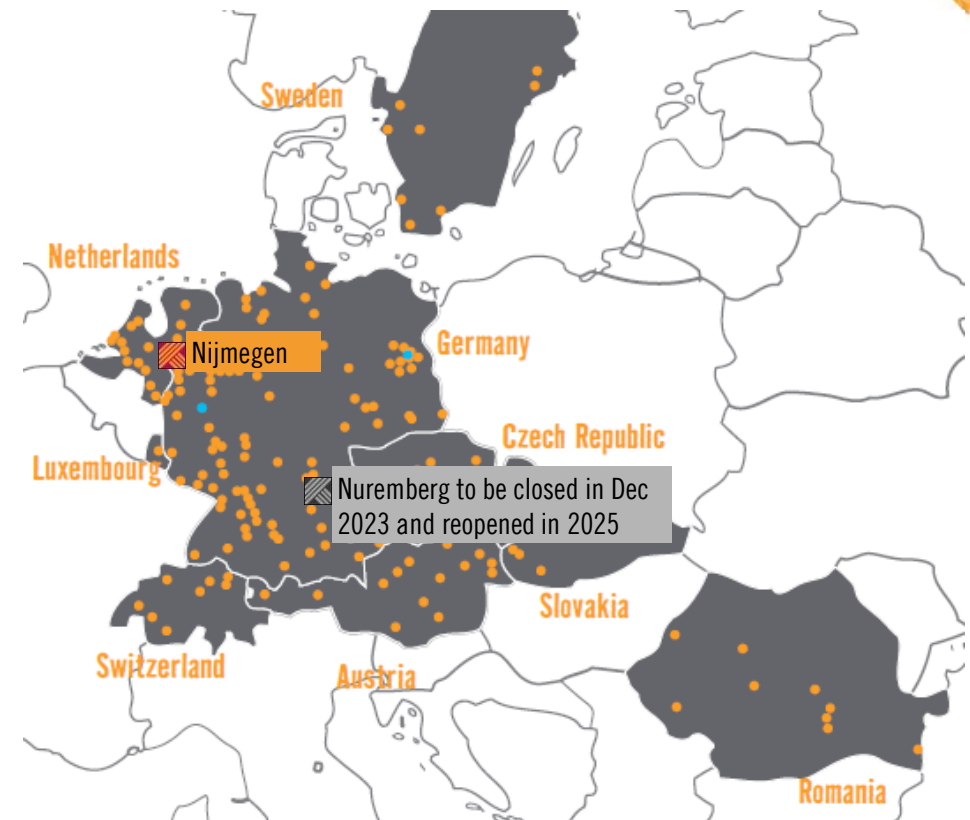 Sweden
Netherlands
Nijmegen
Germany
Czech Republic
Luxembourg
Nuremberg to be closed in Dec
2023 and reopened in 2025
Slovakia
Switzerland
Austria
Romania